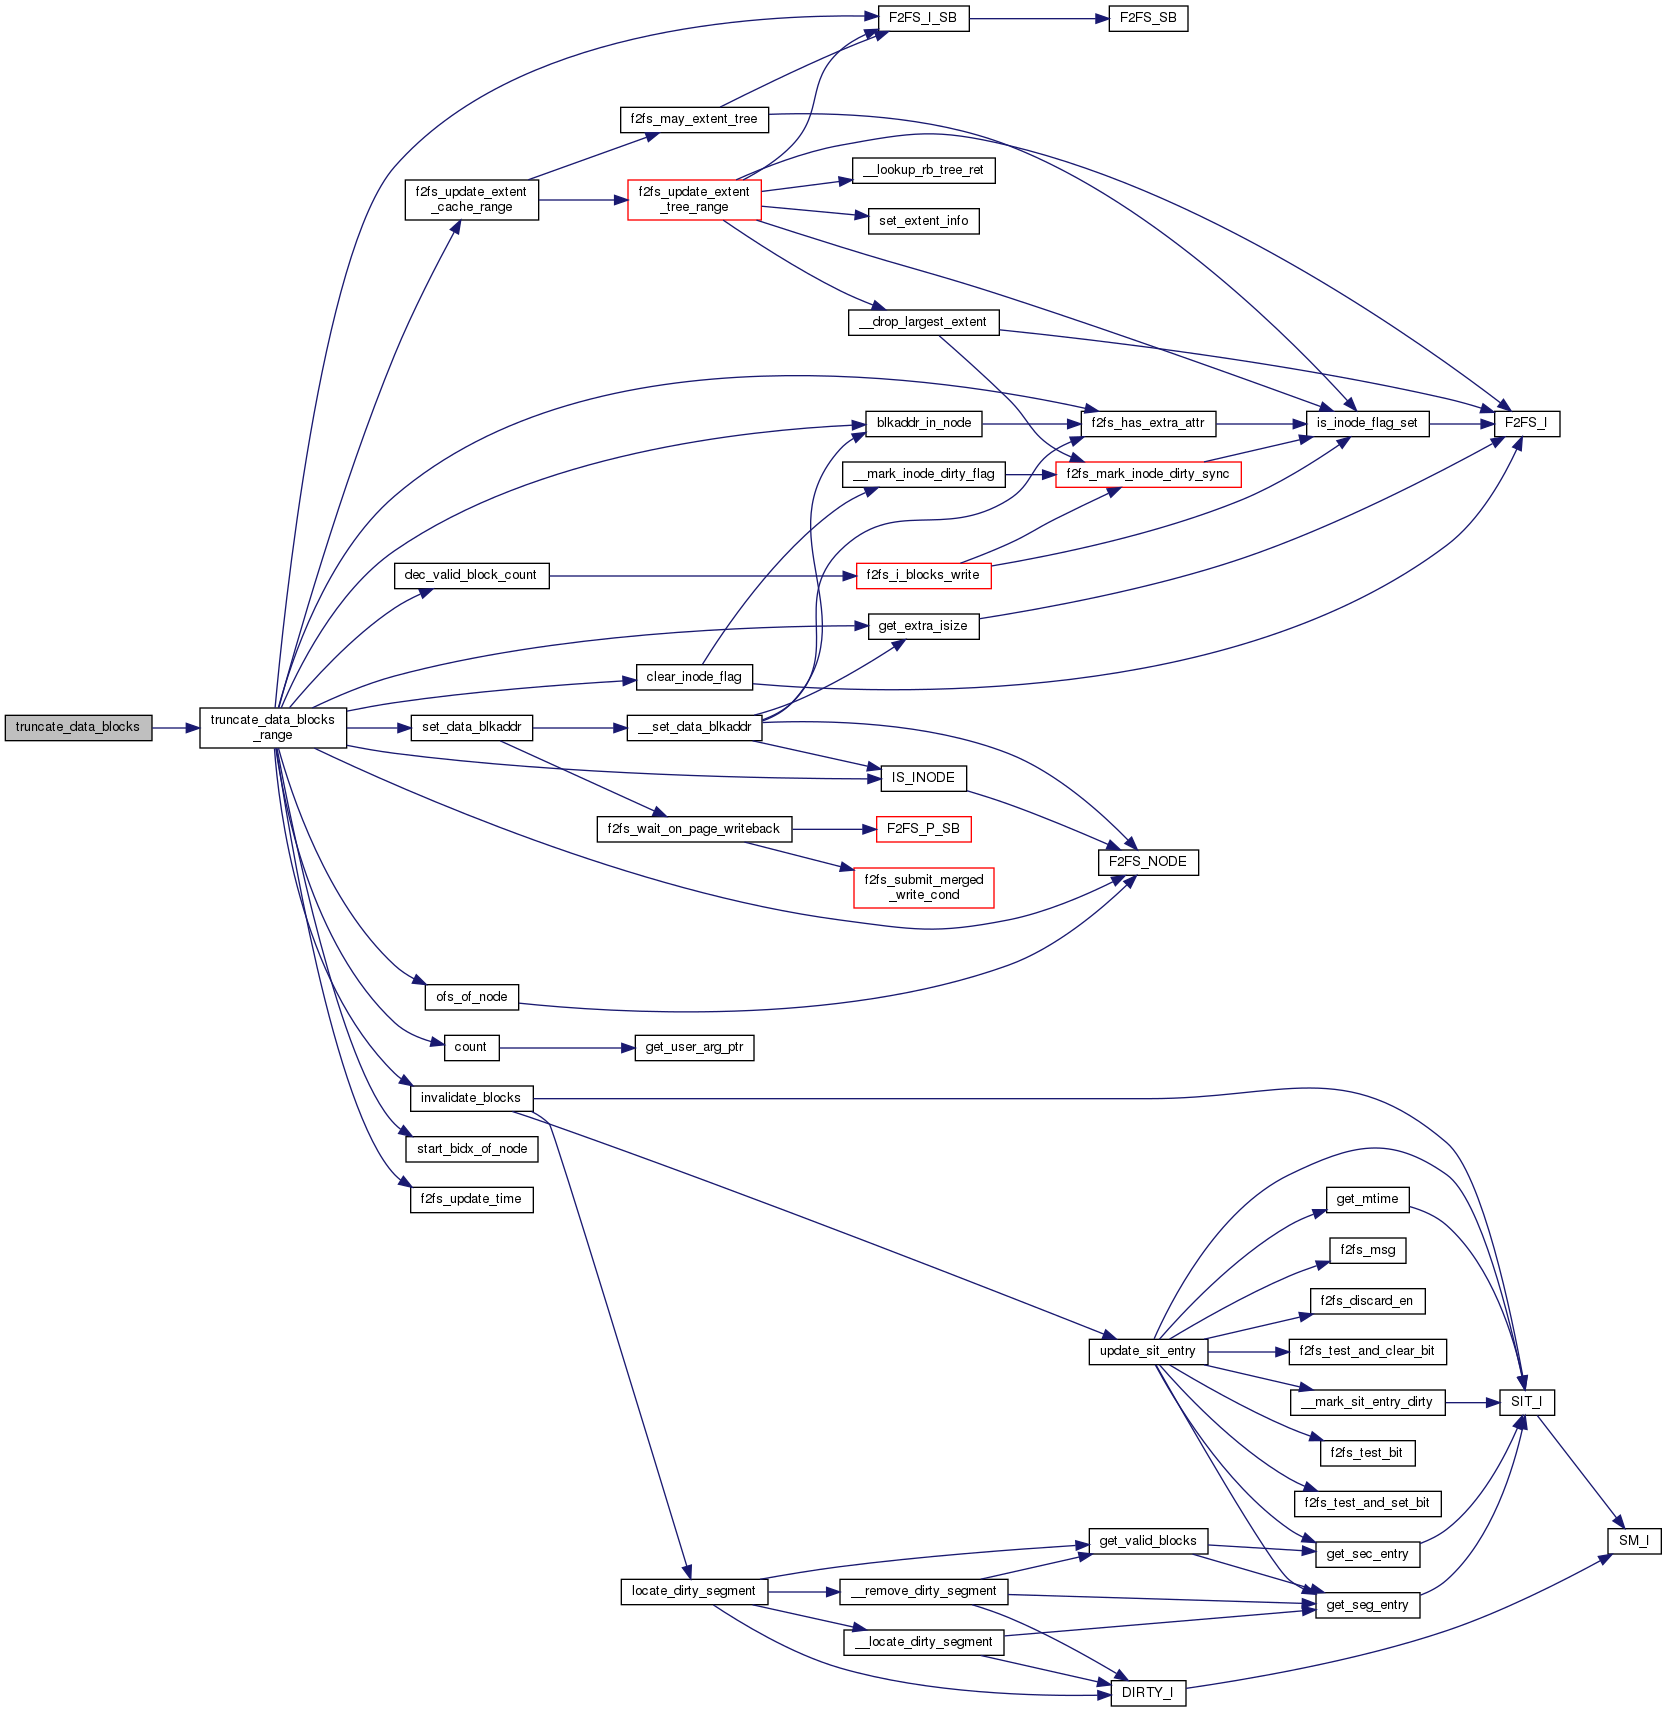 F2FS_I_SB
F2FS_SB
f2fs_may_extent_tree
__lookup_rb_tree_ret
f2fs_update_extent
_cache_range
f2fs_update_extent
_tree_range
set_extent_info
__drop_largest_extent
blkaddr_in_node
f2fs_has_extra_attr
is_inode_flag_set
F2FS_I
__mark_inode_dirty_flag
f2fs_mark_inode_dirty_sync
dec_valid_block_count
f2fs_i_blocks_write
get_extra_isize
clear_inode_flag
truncate_data_blocks
truncate_data_blocks
_range
set_data_blkaddr
__set_data_blkaddr
IS_INODE
f2fs_wait_on_page_writeback
F2FS_P_SB
F2FS_NODE
f2fs_submit_merged
_write_cond
ofs_of_node
count
get_user_arg_ptr
invalidate_blocks
start_bidx_of_node
f2fs_update_time
get_mtime
f2fs_msg
f2fs_discard_en
update_sit_entry
f2fs_test_and_clear_bit
__mark_sit_entry_dirty
SIT_I
f2fs_test_bit
f2fs_test_and_set_bit
get_valid_blocks
get_sec_entry
SM_I
locate_dirty_segment
__remove_dirty_segment
get_seg_entry
__locate_dirty_segment
DIRTY_I